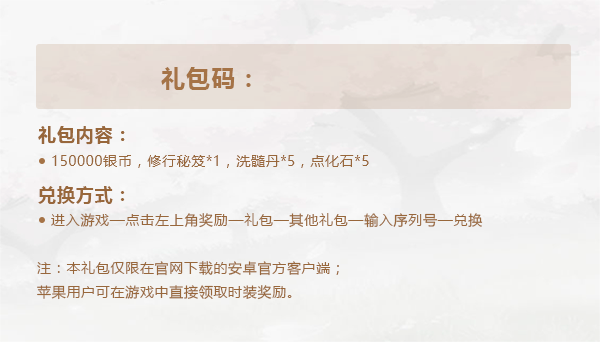 礼包码：
礼包内容：
● 150000银币，修行秘笈*1，洗髓丹*5，点化石*5
兑换方式：
● 进入游戏—点击左上角奖励—礼包—其他礼包—输入序列号—兑换
注：本礼包仅限在官网下载的安卓官方客户端；
苹果用户可在游戏中直接领取时装奖励。